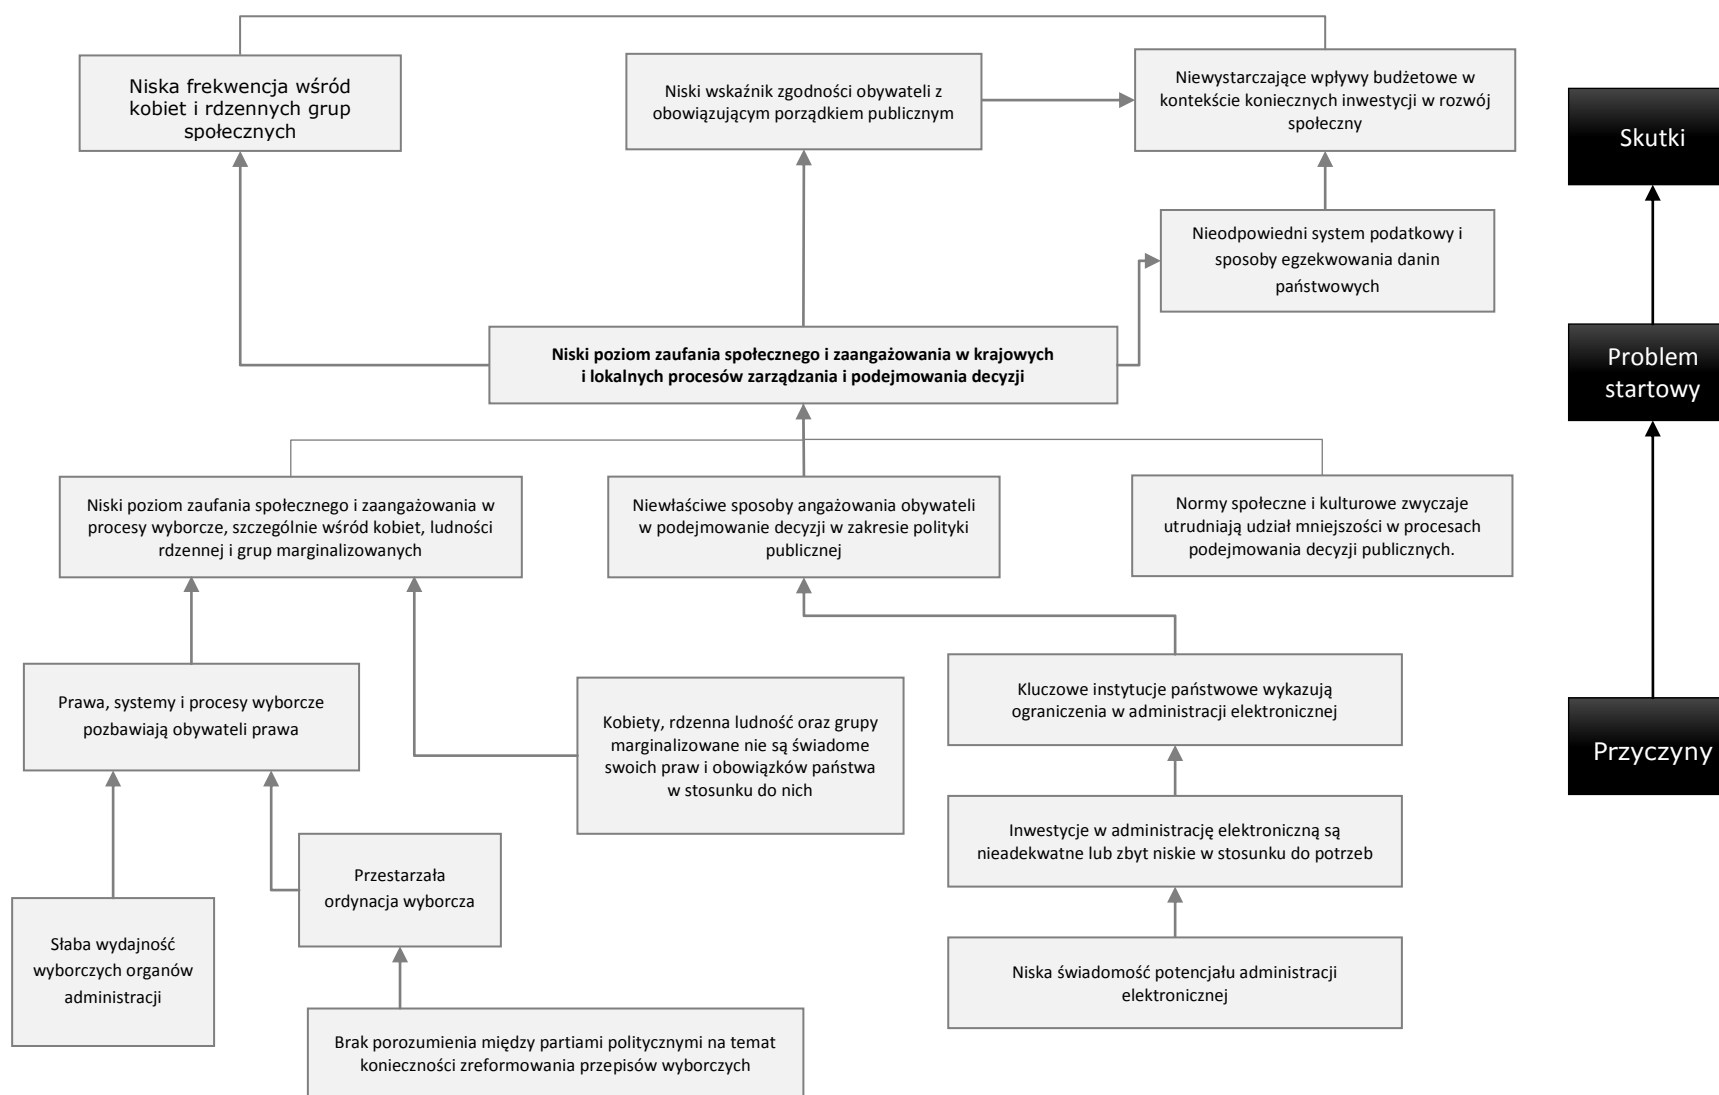 Niska frekwencja wśród
kobiet i rdzennych grup
społecznych
Niski wskaźnik zgodności obywateli z
obowiązującym porządkiem publicznym
Niewystarczające wpływy budżetowe w
kontekście koniecznych inwestycji w rozwój
społeczny
Skutki
Nieodpowiedni system podatkowy i
sposoby egzekwowania danin
państwowych
Niski poziom zaufania społecznego i zaangażowania w krajowych
i lokalnych procesów zarządzania i podejmowania decyzji
Problem
startowy
Niski poziom zaufania społecznego i zaangażowania w
procesy wyborcze, szczególnie wśród kobiet, ludności
rdzennej i grup marginalizowanych
Niewłaściwe sposoby angażowania obywateli
w podejmowanie decyzji w zakresie polityki
publicznej
Normy społeczne i kulturowe zwyczaje
utrudniają udział mniejszości w procesach
podejmowania decyzji publicznych.
Prawa, systemy i procesy wyborcze
pozbawiają obywateli prawa
Kobiety, rdzenna ludność oraz grupy
marginalizowane nie są świadome
swoich praw i obowiązków państwa
w stosunku do nich
Kluczowe instytucje państwowe wykazują
ograniczenia w administracji elektronicznej
Przyczyny
Inwestycje w administrację elektroniczną są
nieadekwatne lub zbyt niskie w stosunku do potrzeb
Przestarzała
ordynacja wyborcza
Słaba wydajność
wyborczych organów
administracji
Niska świadomość potencjału administracji
elektronicznej
Brak porozumienia między partiami politycznymi na temat
konieczności zreformowania przepisów wyborczych